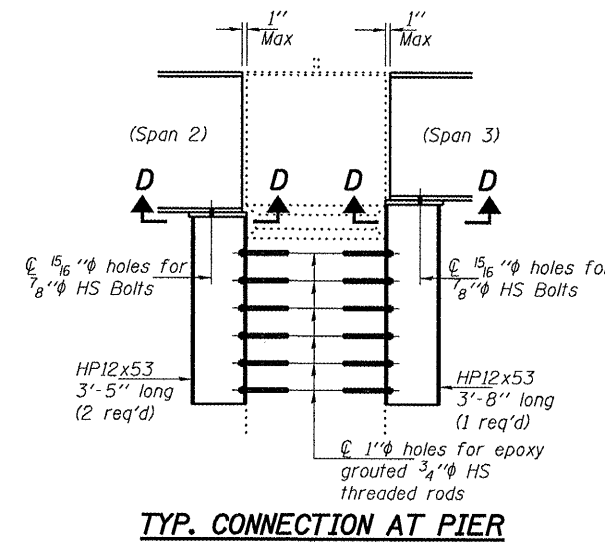 1" 1"
Max Max
(Span 2) (Span 3)
D D D D
℄ 15/16 "ϕ holes for
7/8"ϕ HS Bolts
℄ 15/16 "ϕ holes for
7/8"ϕ HS Bolts
HP12x53
3'-5" long
(2 req'd)
HP12x53
3'-8" long
(1 req'd)
℄ 1"ϕ holes for epoxy
grouted 3/4"ϕ HS
threaded rods
TYP. CONNECTION AT PIER